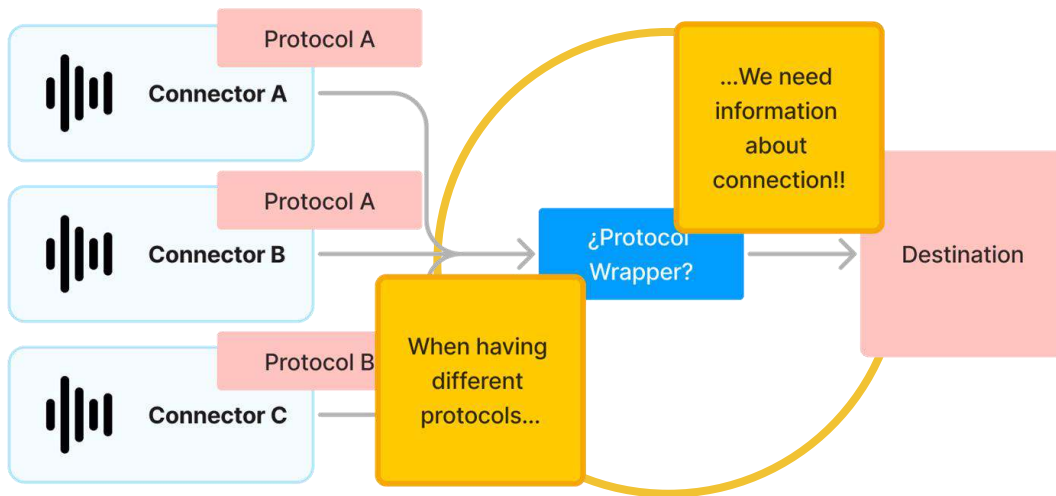 Protocol A
Connector A
Protocol A
Connector B
Protocol B
Connector C
When having
different
protocols...
¿Protocol
Wrapper?
...We need
information
about
connection!!
Destination